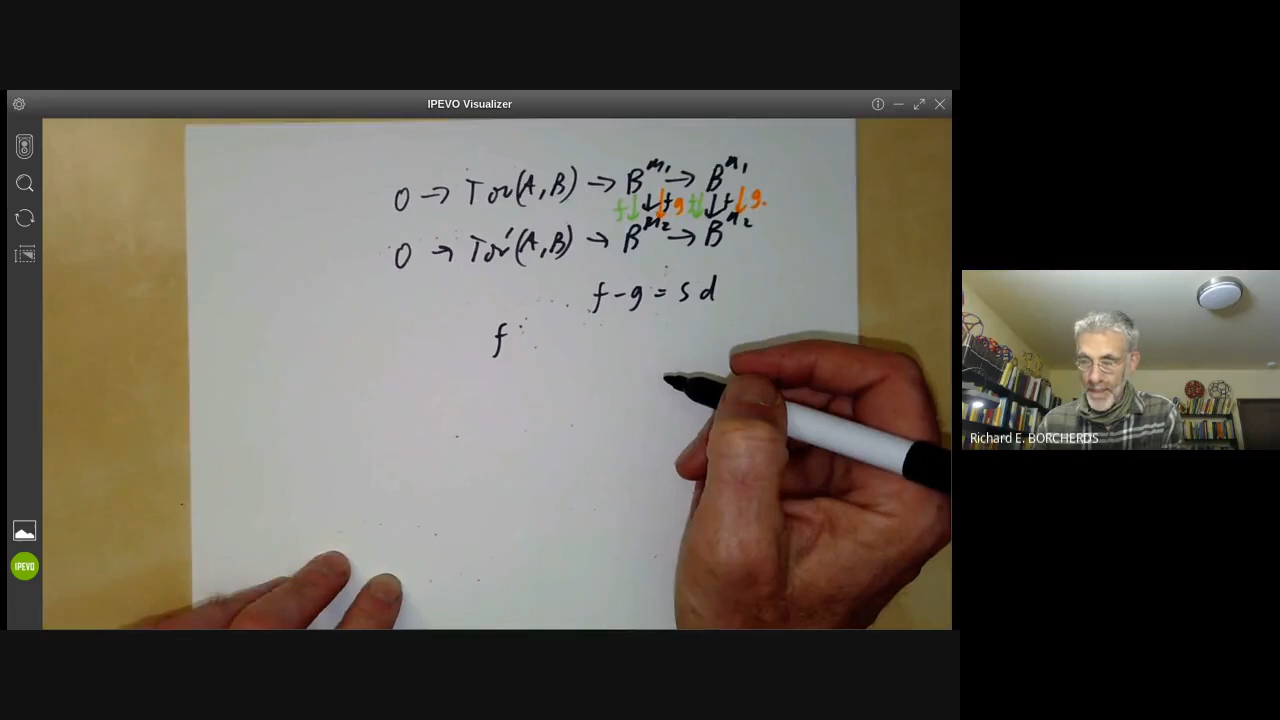 IPEVO Visualizer
0 → Tor(A,B) → B^m₁ → B^n₁
f ↓ ↓ f ↓ g f ↓ ↓ f ↓ g.
0 → Tor'(A,B) → B^m₂ → B^n₂
f - g = s d
f
Richard E. BORCHERDS
IPEVO